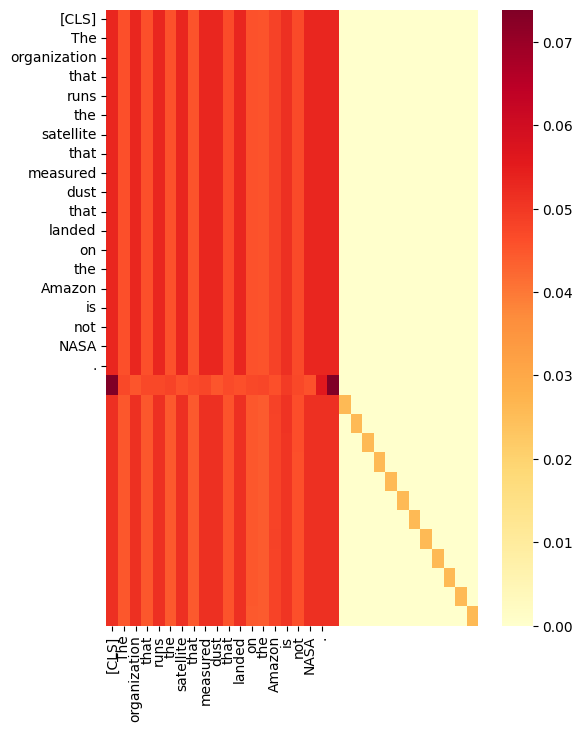 [CLS]
The
organization
that
runs
the
satellite
that
measured
dust
that
landed
on
the
Amazon
is
not
NASA
.
0.07
0.06
0.05
0.04
0.03
0.02
0.01
0.00
[CLS]
The
organization
that
runs
the
satellite
that
measured
dust
that
landed
on
the
Amazon
is
not
NASA
.